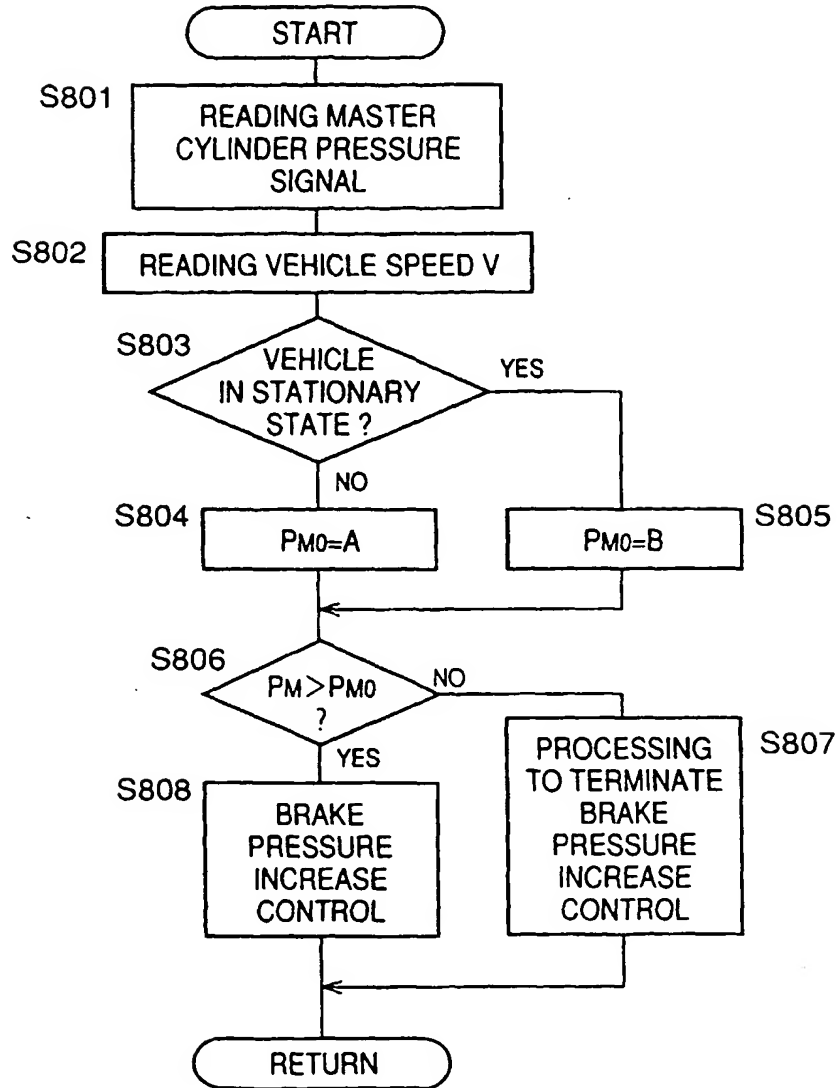 START
S801
READING MASTER
CYLINDER PRESSURE
SIGNAL
S802
READING VEHICLE SPEED V
S803
VEHICLE
IN STATIONARY
STATE ?
YES
NO
S804
PM0=A
PM0=B
S805
S806
PM>PM0
?
NO
YES
S808
BRAKE
PRESSURE
INCREASE
CONTROL
PROCESSING
TO TERMINATE
BRAKE
PRESSURE
INCREASE
CONTROL
S807
RETURN